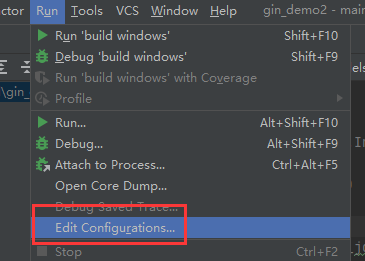 ctor Run Tools VCS Window Help gin_demo2 - main
Run 'build windows' Shift+F10
Debug 'build windows' Shift+F9
Run 'build windows' with Coverage
\gin_
Profile
Run... Alt+Shift+F10
Debug... Alt+Shift+F9
Attach to Process... Ctrl+Alt+F5
Open Core Dump...
Debug Saved Trace...
Edit Configurations...
Stop Ctrl+F2